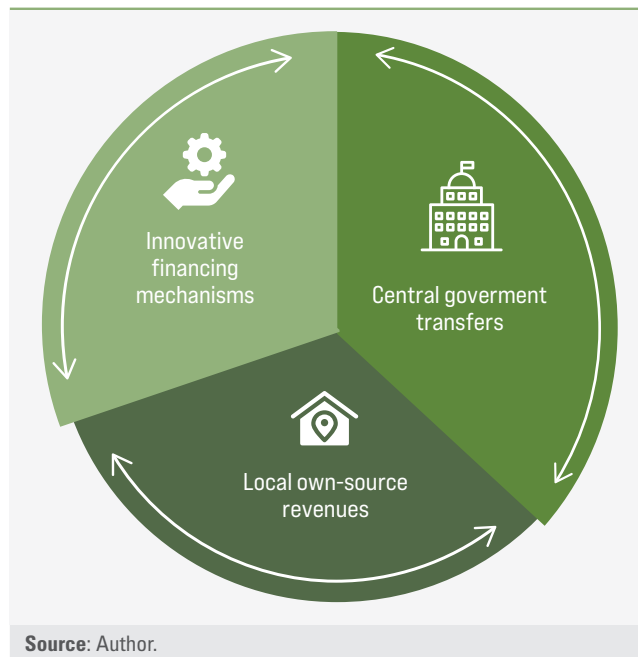 Innovative
financing
mechanisms
Central goverment
transfers
Local own-source
revenues
Source: Author.